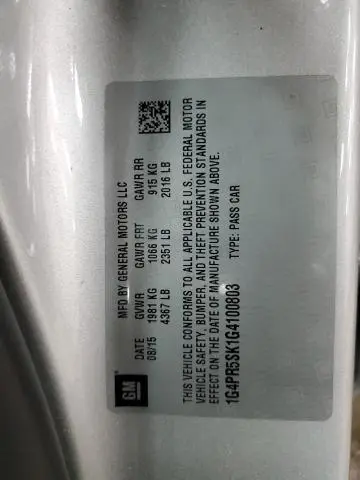 GM
MFD BY GENERAL MOTORS LLC
DATE GVWR GAWR FRT GAWR RR
08/15 1981 KG 1066 KG 915 KG
4367 LB 2351 LB 2016 LB
THIS VEHICLE CONFORMS TO ALL APPLICABLE U.S. FEDERAL MOTOR
VEHICLE SAFETY, BUMPER, AND THEFT PREVENTION STANDARDS IN
EFFECT ON THE DATE OF MANUFACTURE SHOWN ABOVE.
1G4PR5SK1G4100803 TYPE: PASS CAR